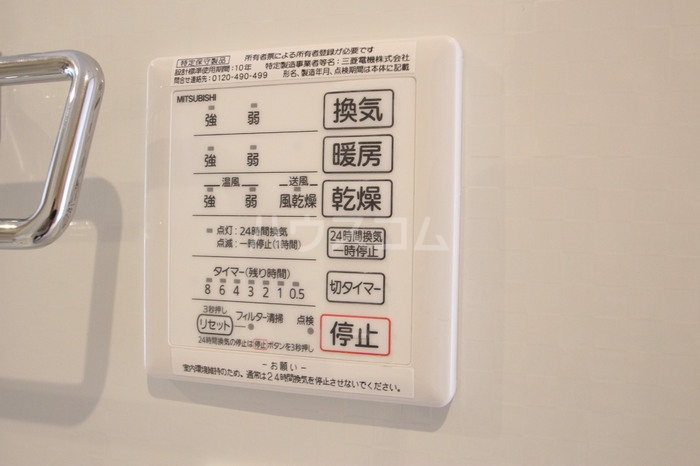 特定保守製品 所有者票による所有者登録が必要です
設計標準使用期間:10年 特定製造事業者等名:三菱電機株式会社
問合せ連絡先:0120-490-499 形名、製造年月、点検期間は本体に記載
MITSUBISHI
強 弱 換気
強 弱 暖房
温風 送風
強 弱 風乾燥 乾燥
点灯:24時間換気
点滅:一時停止(1時間)
24時間換気
一時停止
タイマー(残り時間)
8 6 4 3 2 1 0.5
切タイマー
3秒押し
リセット フィルター清掃 点検
停止
24時間換気の停止は停止ボタンを3秒押し
-お願い-
室内環境維持のため、通常は24時間換気を停止させないでください。
ハウスコム